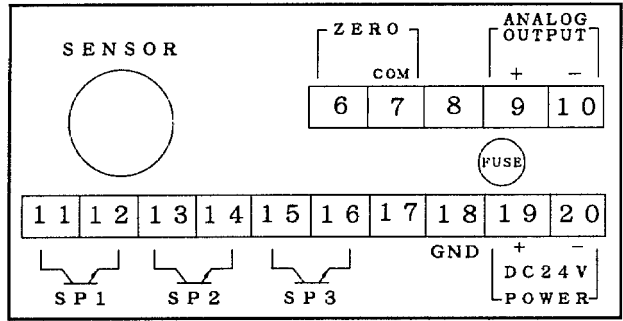 SENSOR
ZERO
ANALOG
OUTPUT
COM
+ −
6 7 8 9 10
FUSE
11 12 13 14 15 16 17 18 19 20
GND
+ −
SP1 SP2 SP3
DC24V
POWER